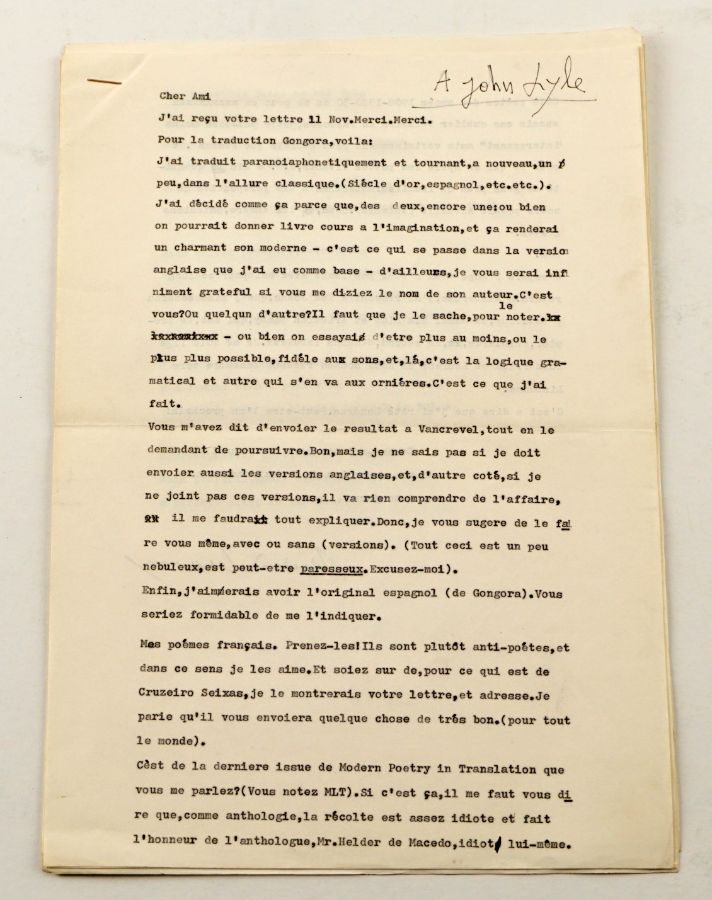 A John Lyle
Cher Ami
J'ai reçu votre lettre 11 Nov.Merci.Merci.
Pour la traduction Gongora,voila:
J'ai traduit paranoiaphonetiquement et tournant,a nouveau,un
peu,dans l'allure classique.(Siècle d'or,espagnol,etc.etc.).
J'ai décidé comme ça parce que,des deux,encore une:ou bien
on pourrait donner livre cours a l'imagination,et ça renderai
un charmant son moderne - c'est ce qui se passe dans la version
anglaise que j'ai eu comme base - d'ailleurs,je vous serai infi
niment grateful si vous me diziez le nom de son auteur.C'est
vous?Ou quelqun d'autre?Il faut que je le sache,pour le noter.
- ou bien on essayai d'etre plus au moins,ou le
plus plus possible,fidéle aux sons,et,là,c'est la logique gra-
matical et autre qui s'en va aux orniéres.C'est ce que j'ai
fait.
Vous m'avez dit d'envoier le resultat a Vancrevel,tout en le
demandant de poursuivre.Bon,mais je ne sais pas si je doit
envoier aussi les versions anglaises,et,d'autre coté,si je
ne joint pas ces versions,il va rien comprendre de l'affaire,
il me faudra tout expliquer.Donc,je vous sugere de le fai
re vous même,avec ou sans (versions). (Tout ceci est un peu
nebuleux,est peut-etre paresseux.Excusez-moi).
Enfin,j'aimerais avoir l'original espagnol (de Gongora).Vous
seriez formidable de me l'indiquer.
Mes poémes français. Prenez-les!Ils sont plutôt anti-poétes,et
dans ce sens je les aime.Et soiez sur de,pour ce qui est de
Cruzeiro Seixas,je le montrerais votre lettre,et adresse.Je
parie qu'il vous envoiera quelque chose de trés bon.(pour tout
le monde).
Cèst de la derniere issue de Modern Poetry in Translation que
vous me parlez?(Vous notez MLT).Si c'est ça,il me faut vous di
re que,comme anthologie,la récolte est assez idiote et fait
l'honneur de l'anthologue,Mr.Helder de Macedo,idiot lui-même.